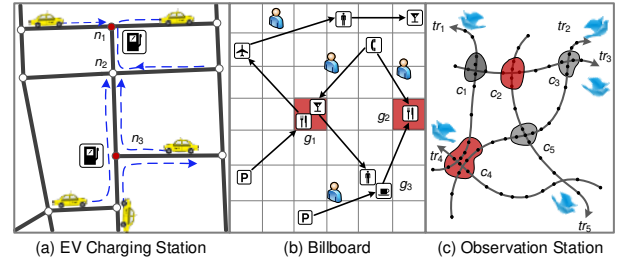 n1
n2
n3
(a) EV Charging Station
g1
g2
g3
P
P
(b) Billboard
tr1
tr2
tr3
c1
c2
c3
tr4
c4
c5
tr5
(c) Observation Station